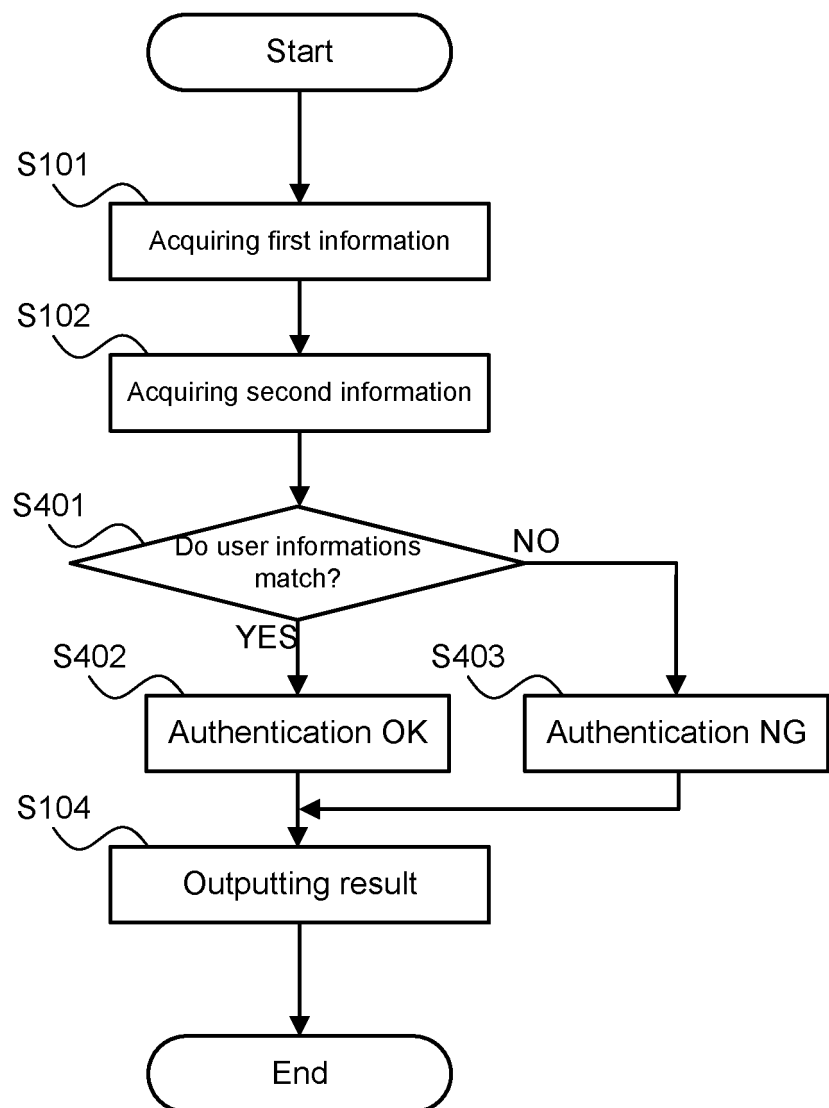 Start
S101
Acquiring first information
S102
Acquiring second information
S401
Do user informations
match?
NO
YES
S402
Authentication OK
S403
Authentication NG
S104
Outputting result
End